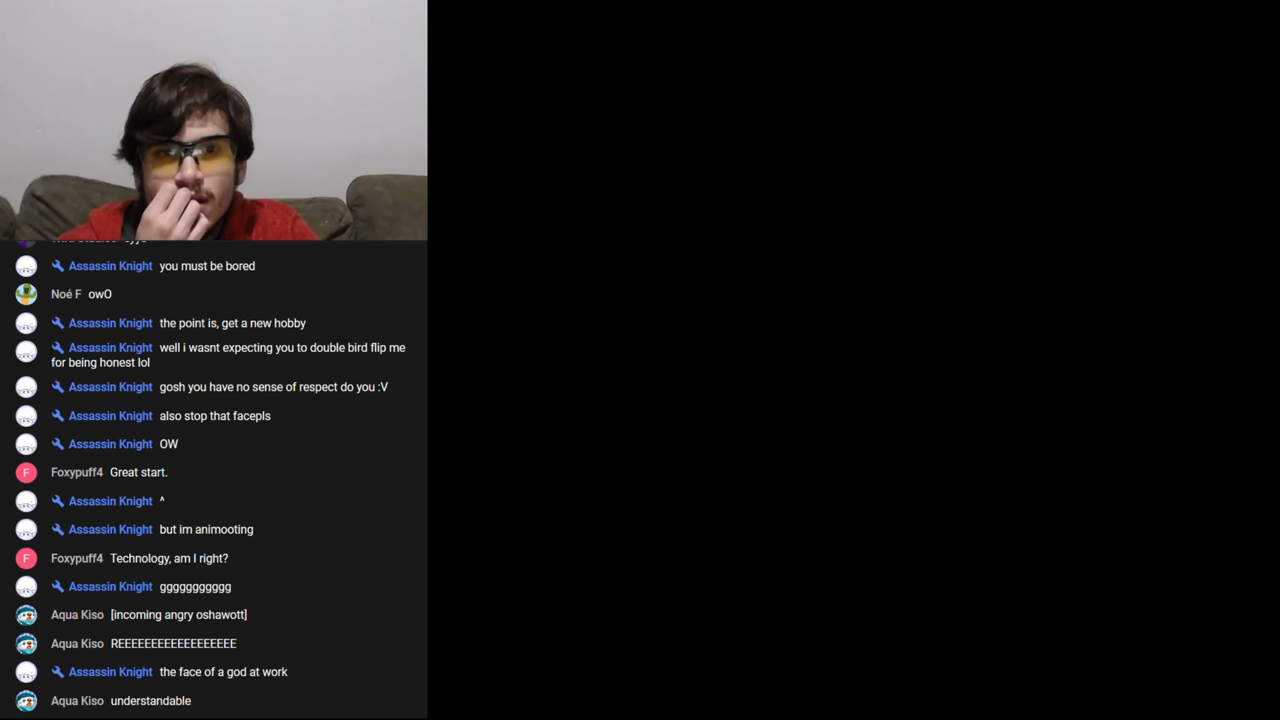 Assassin Knight you must be bored
Noé F owO
Assassin Knight the point is, get a new hobby
Assassin Knight well i wasnt expecting you to double bird flip me
for being honest lol
Assassin Knight gosh you have no sense of respect do you :V
Assassin Knight also stop that facepls
Assassin Knight OW
F Foxypuff4 Great start.
Assassin Knight ^
Assassin Knight but im animooting
F Foxypuff4 Technology, am I right?
Assassin Knight ggggggggggg
Aqua Kiso [incoming angry oshawott]
Aqua Kiso REEEEEEEEEEEEEEEEEE
Assassin Knight the face of a god at work
Aqua Kiso understandable